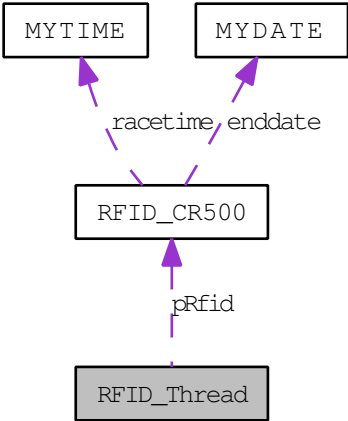 MYTIME MYDATE
racetime enddate
RFID_CR500
pRfid
RFID_Thread